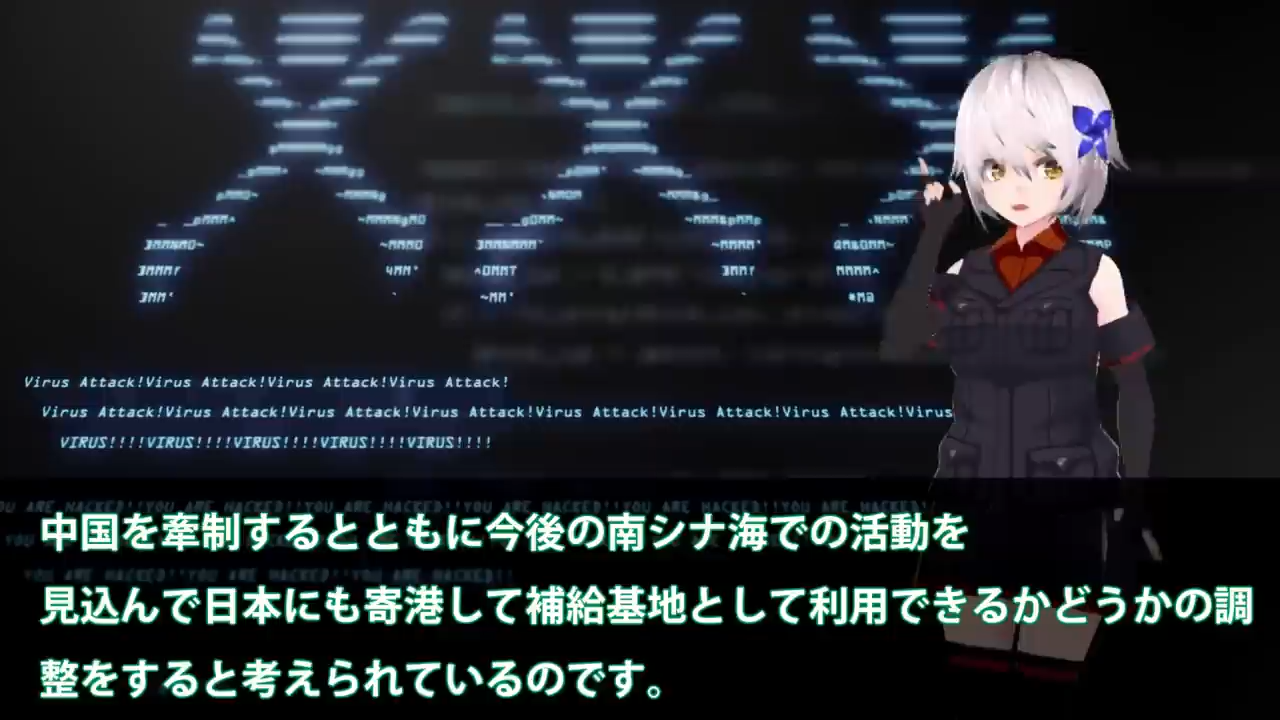 Virus Attack!Virus Attack!Virus Attack!Virus Attack!
Virus Attack!Virus Attack!Virus Attack!Virus Attack!Virus Attack!Virus Attack!Virus Attack!Virus
VIRUS!!!!VIRUS!!!!VIRUS!!!!VIRUS!!!!VIRUS!!!!
中国を牽制するとともに今後の南シナ海での活動を
見込んで日本にも寄港して補給基地として利用できるかどうかの調
整をすると考えられているのです。